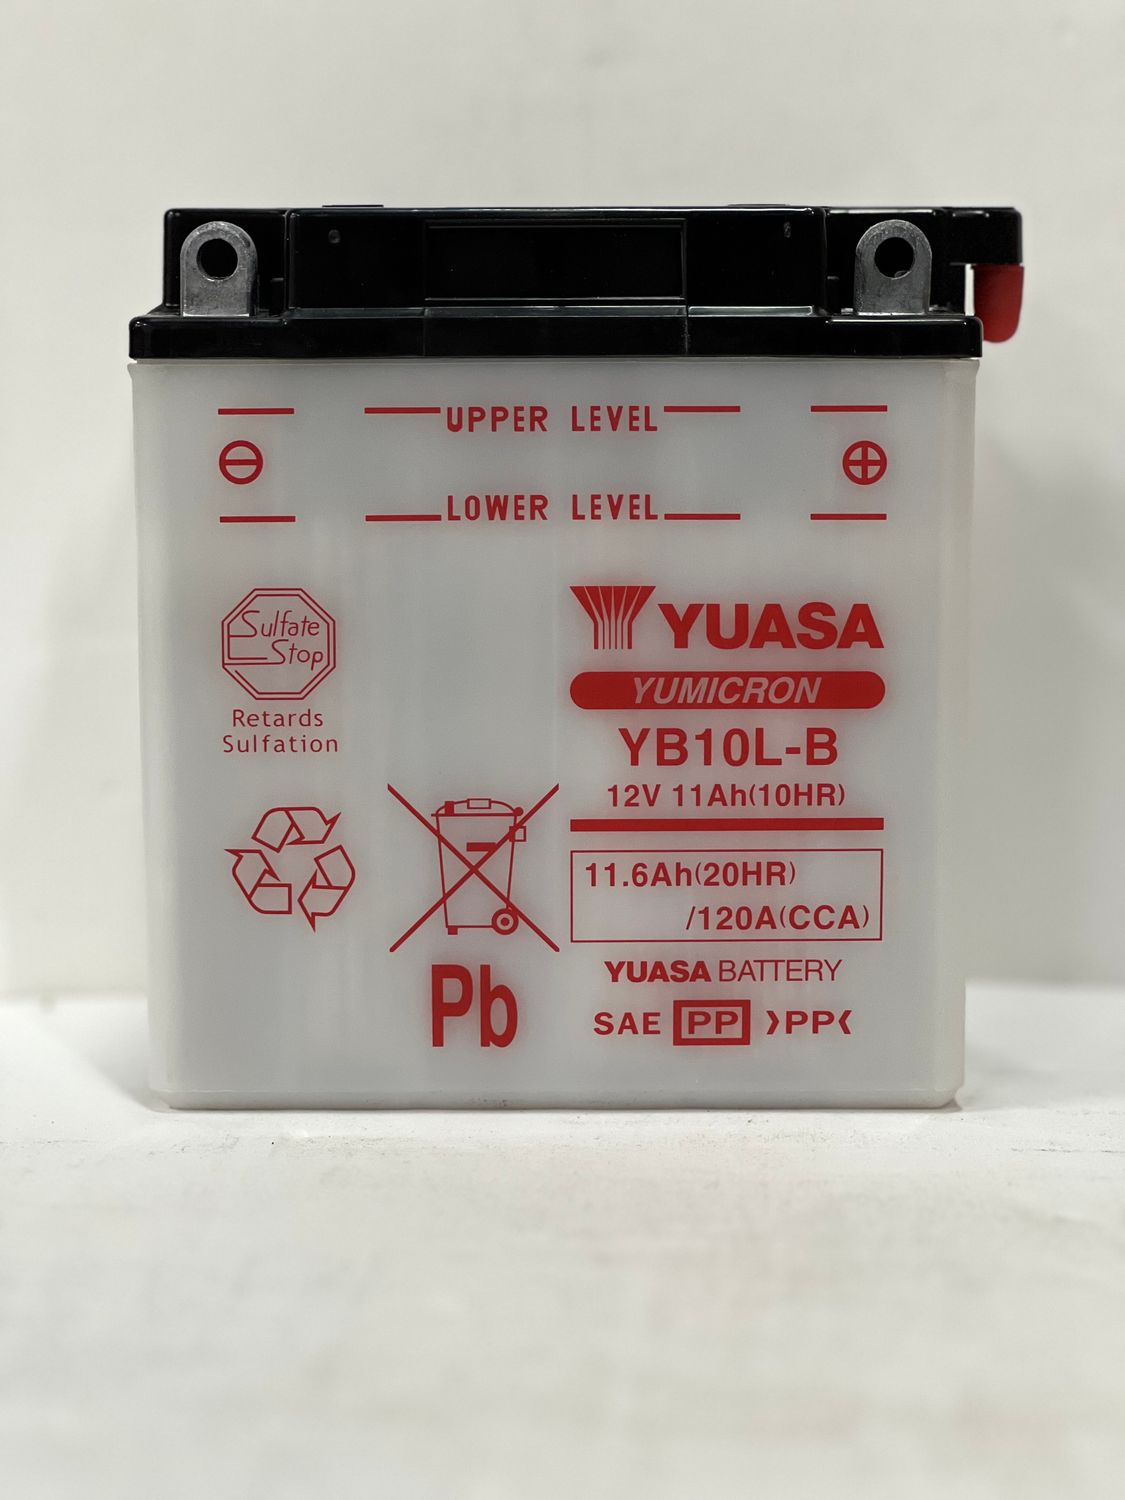 UPPER LEVEL
LOWER LEVEL
Sulfate
Stop
Retards
Sulfation
YUASA
YUMICRON
YB10L-B
12V 11Ah(10HR)
11.6Ah(20HR)
/120A(CCA)
YUASA BATTERY
SAE PP >PP<
Pb